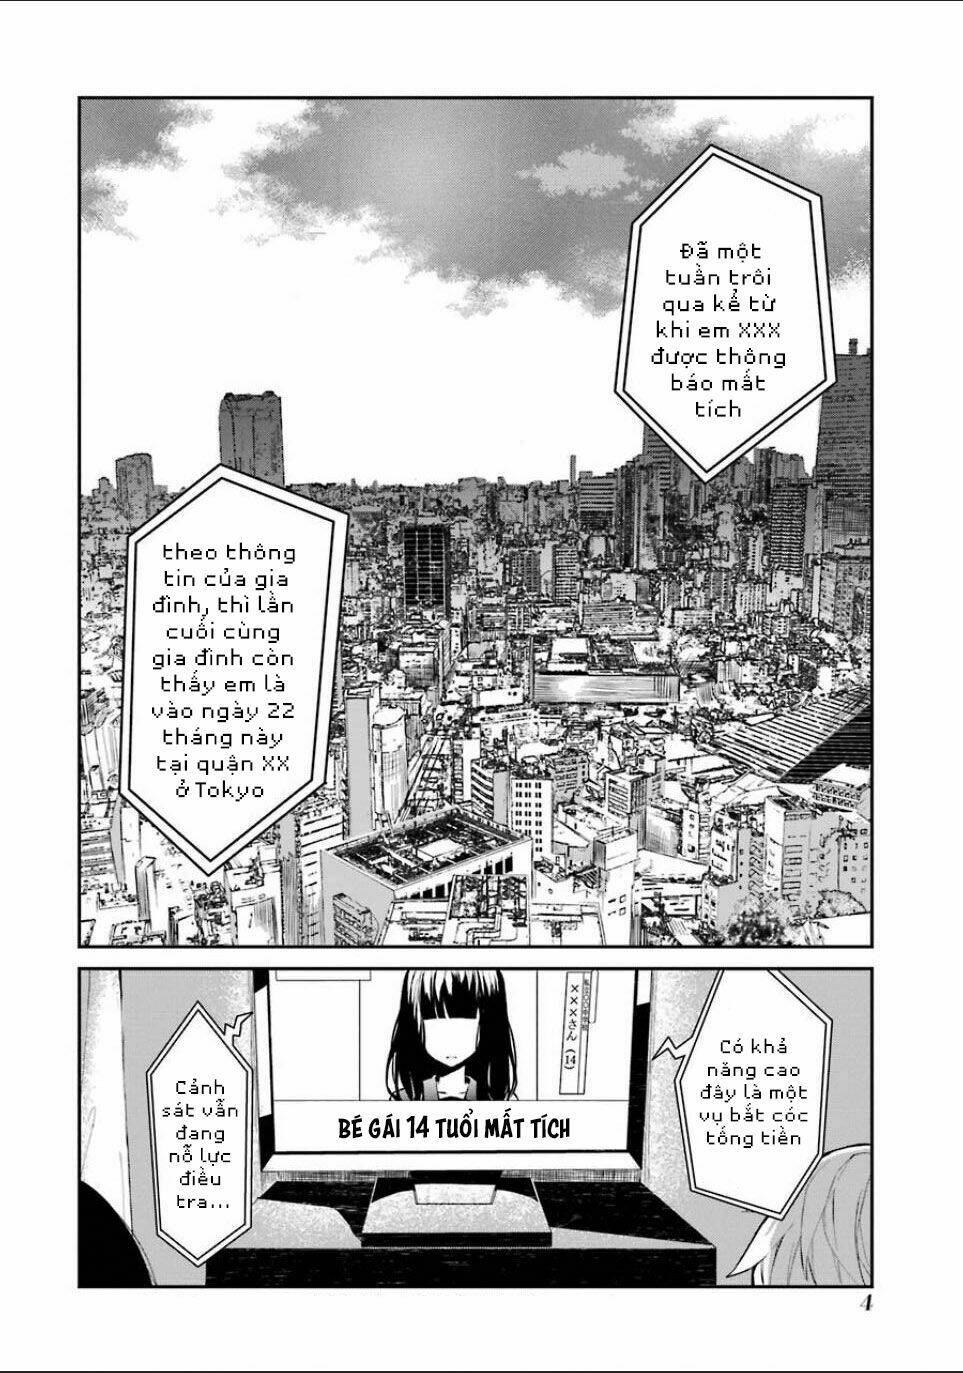 Đã một
tuần trôi
qua kể từ
khi em XXX
được thông
báo mất
tích
theo thông
tin của gia
đình, thì lần
cuối cùng
gia đình còn
thấy em là
vào ngày 22
tháng này
tại quận XX
ở Tokyo
Có khả
năng cao
đây là một
vụ bắt cóc
tống tiền
×××さん(14)
BÉ GÁI 14 TUỔI MẤT TÍCH
Cảnh
sát vẫn
đang
nỗ lực
điều
tra...
4